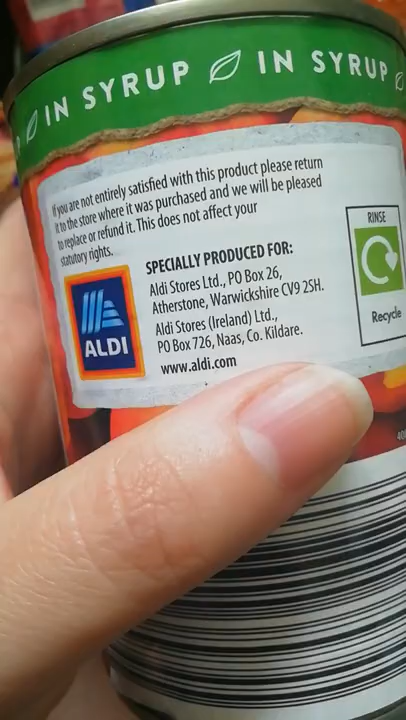 IN SYRUP IN SYRUP
If you are not entirely satisfied with this product please return
it to the store where it was purchased and we will be pleased
to replace or refund it. This does not affect your
statutory rights.
SPECIALLY PRODUCED FOR:
Aldi Stores Ltd., PO Box 26,
Atherstone, Warwickshire CV9 2SH.
Aldi Stores (Ireland) Ltd.,
PO Box 726, Naas, Co. Kildare.
www.aldi.com
ALDI
RINSE
Recycle